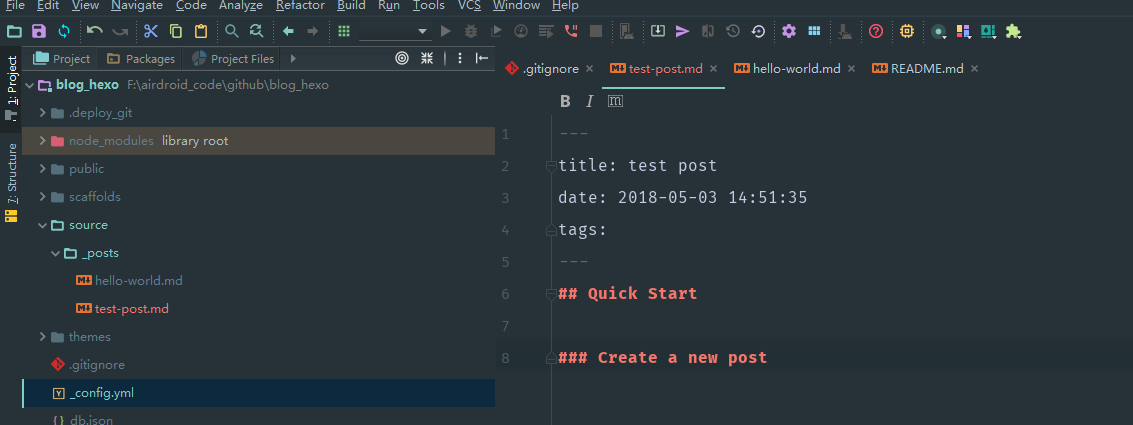 File Edit View Navigate Code Analyze Refactor Build Run Tools VCS Window Help
1: Project
7: Structure
Project Packages Project Files
blog_hexo F:\airdroid_code\github\blog_hexo
.deploy_git
node_modules library root
public
scaffolds
source
_posts
hello-world.md
test-post.md
themes
.gitignore
_config.yml
db.json
.gitignore test-post.md hello-world.md README.md
B I m
1 ---
2 title: test post
3 date: 2018-05-03 14:51:35
4 tags:
5 ---
6 ## Quick Start
7
8 ### Create a new post